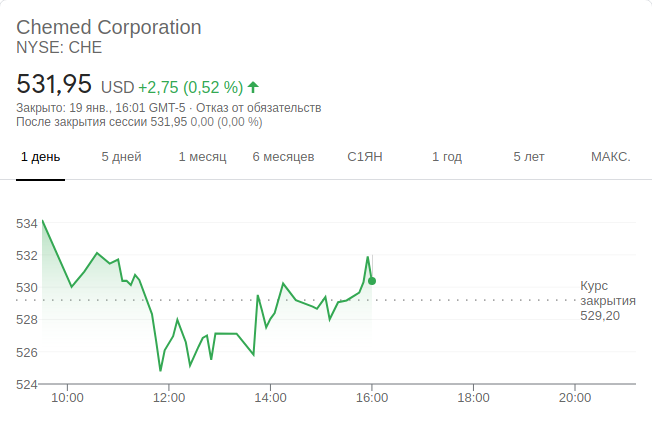 Chemed Corporation
NYSE: CHE
531,95 USD +2,75 (0,52 %)
Закрыто: 19 янв., 16:01 GMT-5 · Отказ от обязательств
После закрытия сессии 531,95 0,00 (0,00 %)
1 день 5 дней 1 месяц 6 месяцев С1ЯН 1 год 5 лет МАКС.
534
532
530
528
526
524
Курс
закрытия
529,20
10:00 12:00 14:00 16:00 18:00 20:00